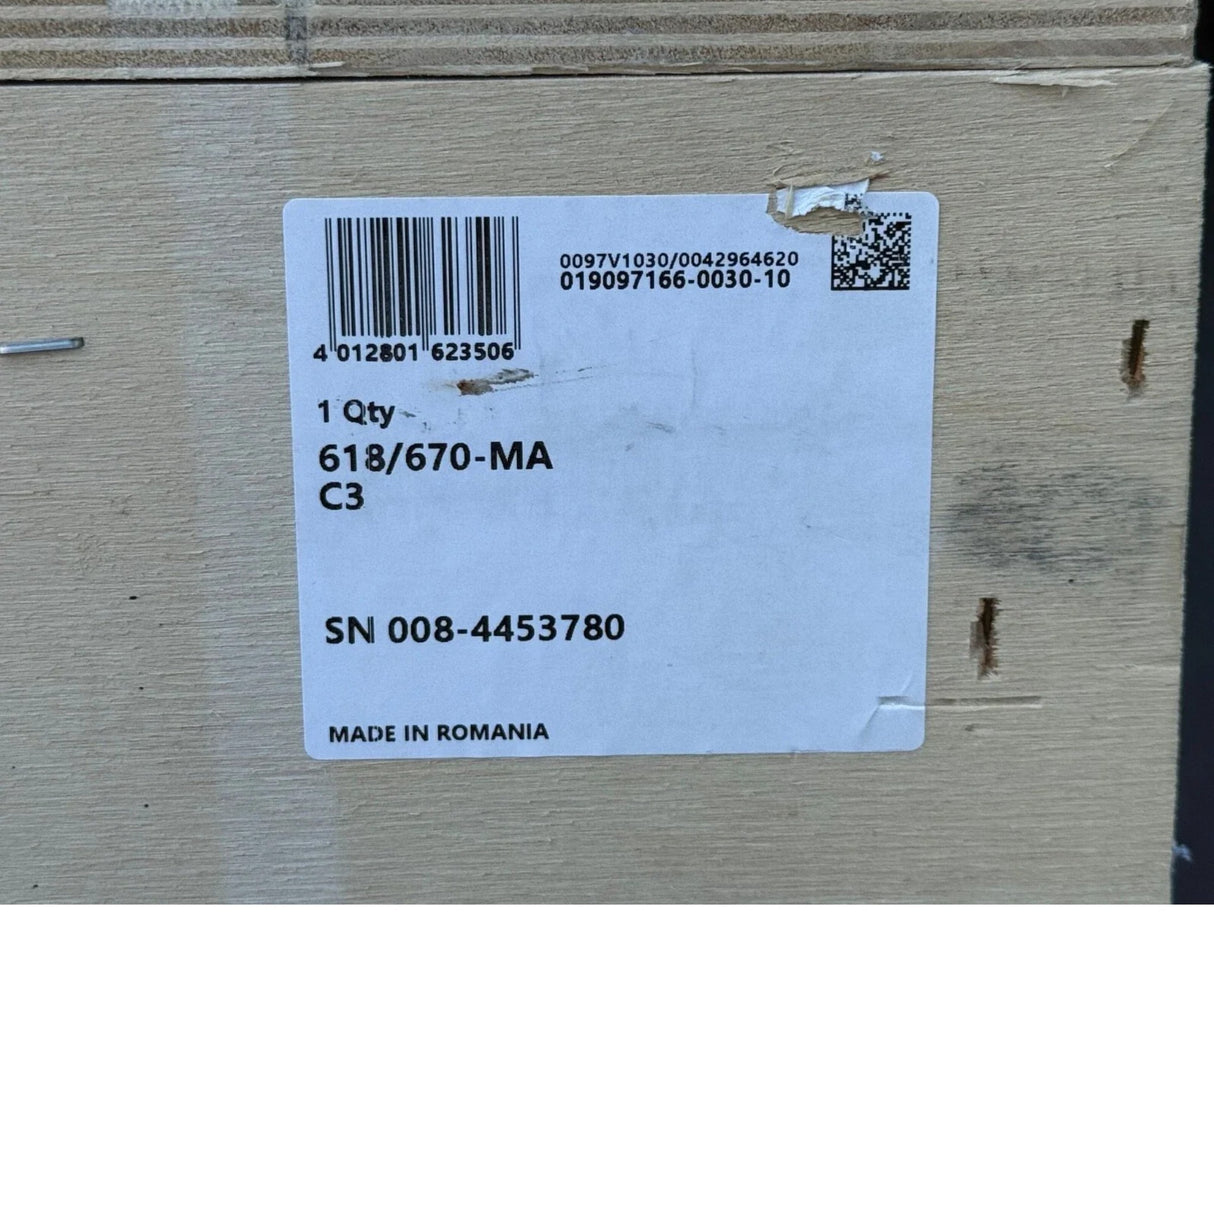 0097V1030/0042964620
019097166-0030-10
4 012801 623506
1 Qty
618/670-MA
C3
SN 008-4453780
MADE IN ROMANIA